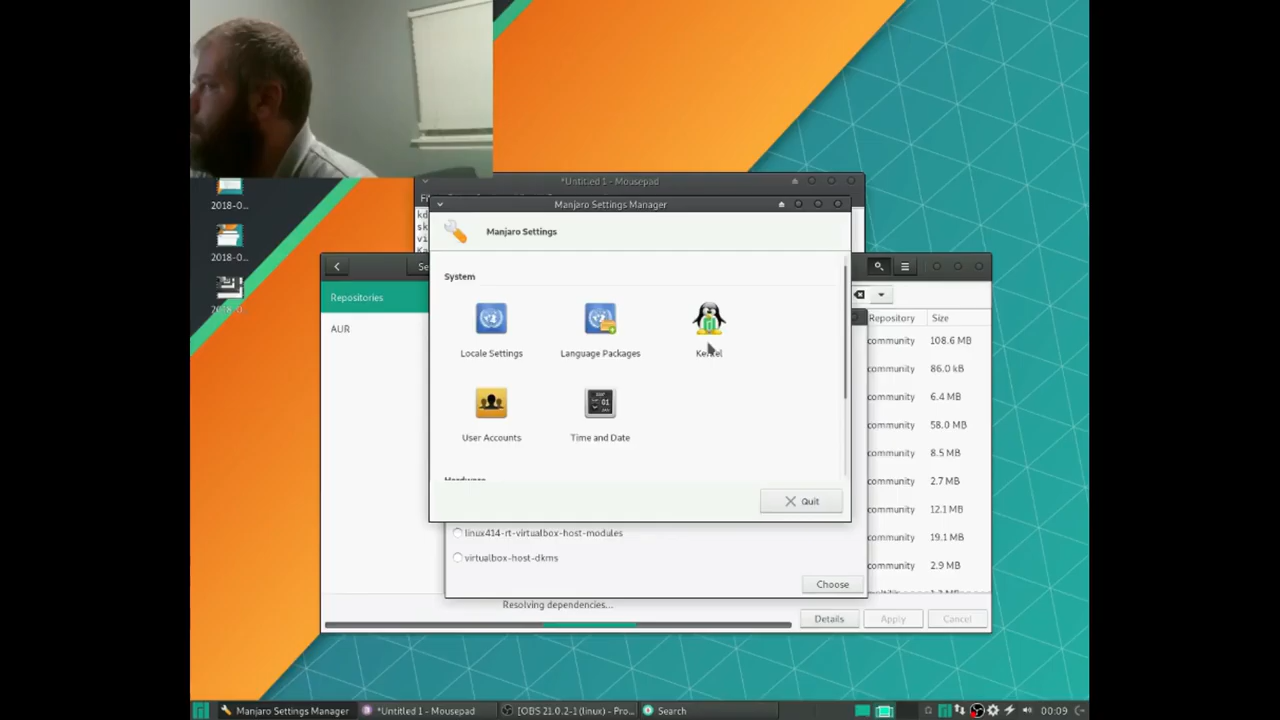 *Untitled 1 - Mousepad
Manjaro Settings Manager
Manjaro Settings
System
Locale Settings
Language Packages
Kernel
User Accounts
Time and Date
Hardware
Quit
2018-0...
2018-0...
2018-0...
Repositories
AUR
Repository Size
community 108.6 MB
community 86.0 kB
community 6.4 MB
community 58.0 MB
community 8.5 MB
community 2.7 MB
community 12.1 MB
community 19.1 MB
community 2.9 MB
linux414-rt-virtualbox-host-modules
virtualbox-host-dkms
Choose
Resolving dependencies...
Details
Apply
Cancel
Manjaro Settings Manager
*Untitled 1 - Mousepad
[OBS 21.0.2-1 (linux) - Pro...
Search
00:09